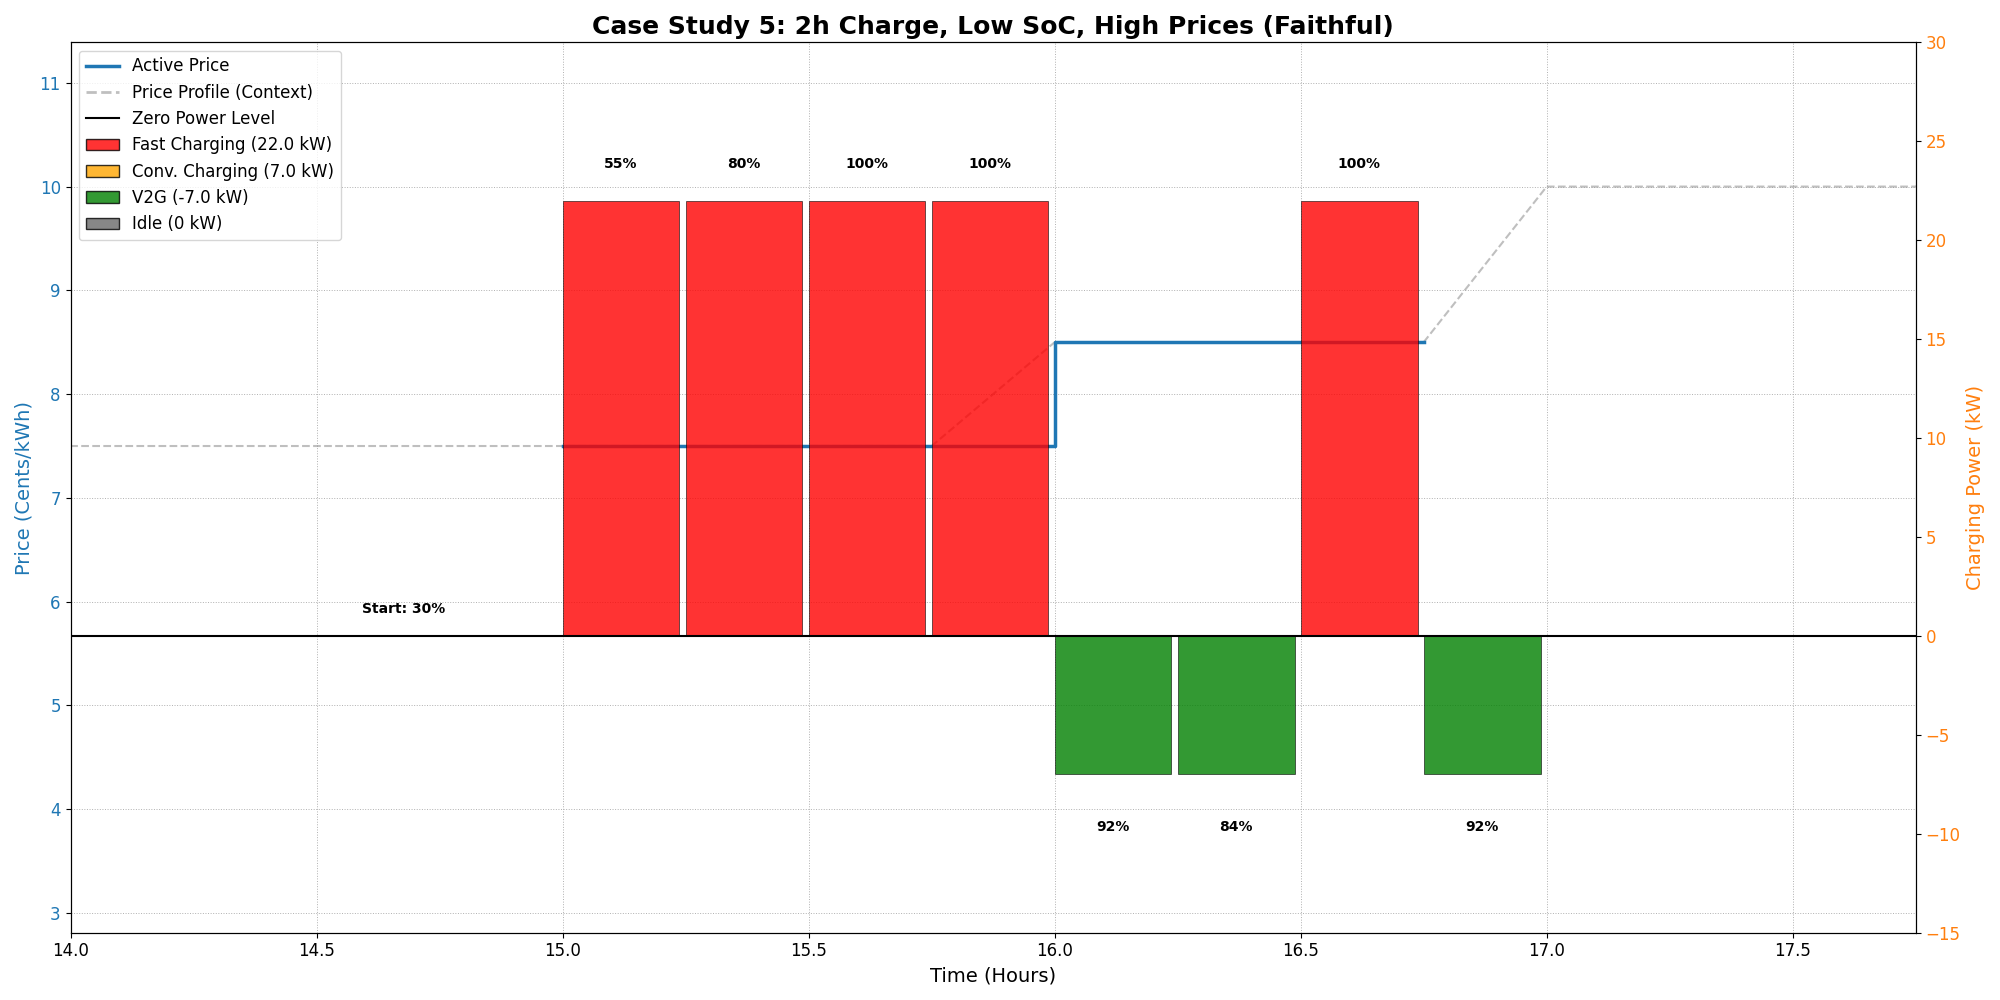 Case Study 5: 2h Charge, Low SoC, High Prices (Faithful)
Active Price
Price Profile (Context)
Zero Power Level
Fast Charging (22.0 kW)
Conv. Charging (7.0 kW)
V2G (-7.0 kW)
Idle (0 kW)
55%
80%
100%
100%
100%
Start: 30%
92%
84%
92%
11
10
9
8
7
6
5
4
3
Price (Cents/kWh)
30
25
20
15
10
5
0
−5
−10
−15
Charging Power (kW)
14.0
14.5
15.0
15.5
16.0
16.5
17.0
17.5
Time (Hours)